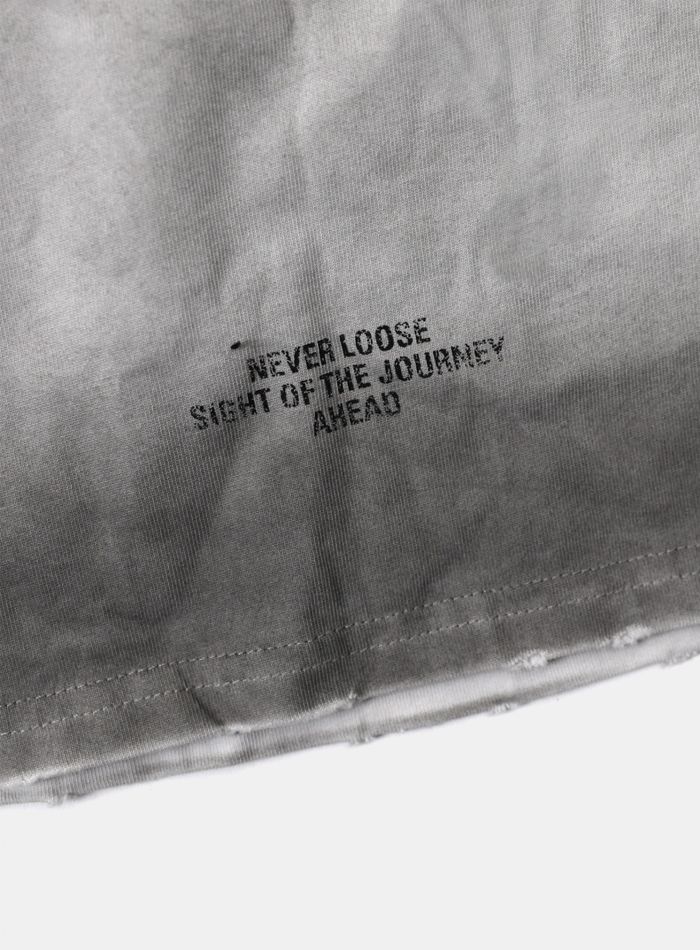 NEVER LOOSE
SIGHT OF THE JOURNEY
AHEAD